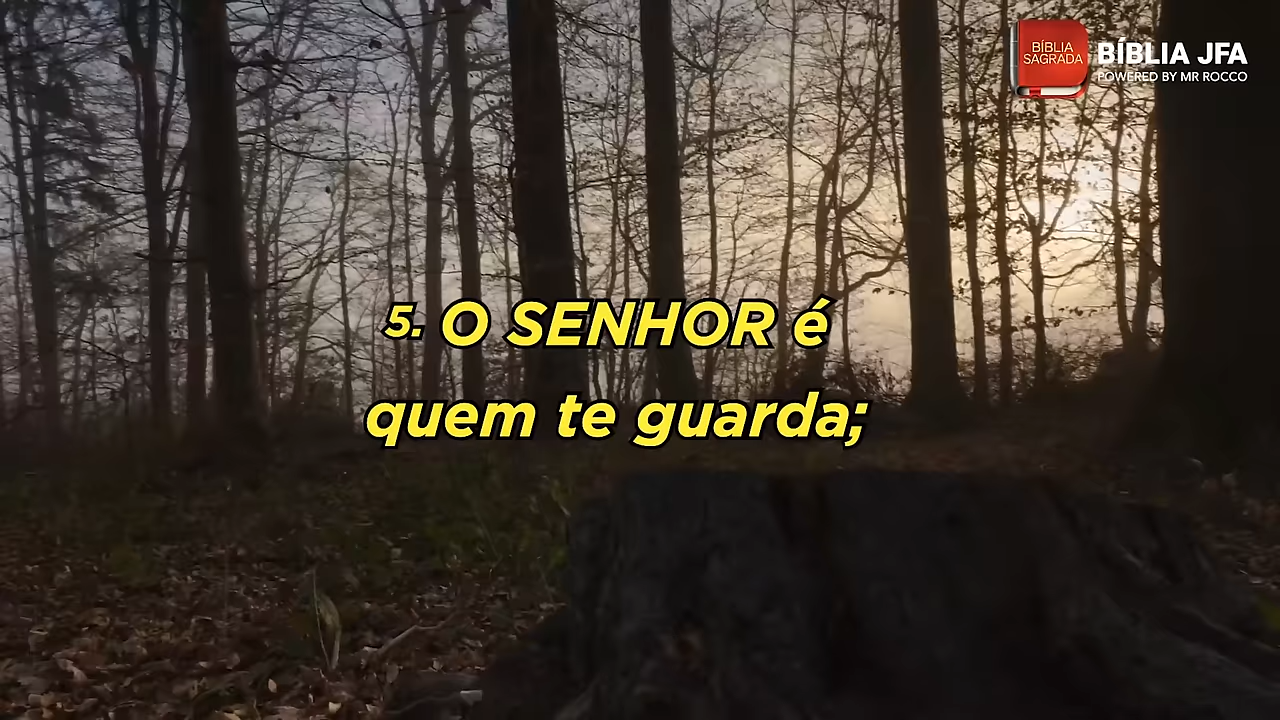 BÍBLIA
SAGRADA
BÍBLIA JFA
POWERED BY MR ROCCO
5. O SENHOR é
quem te guarda;